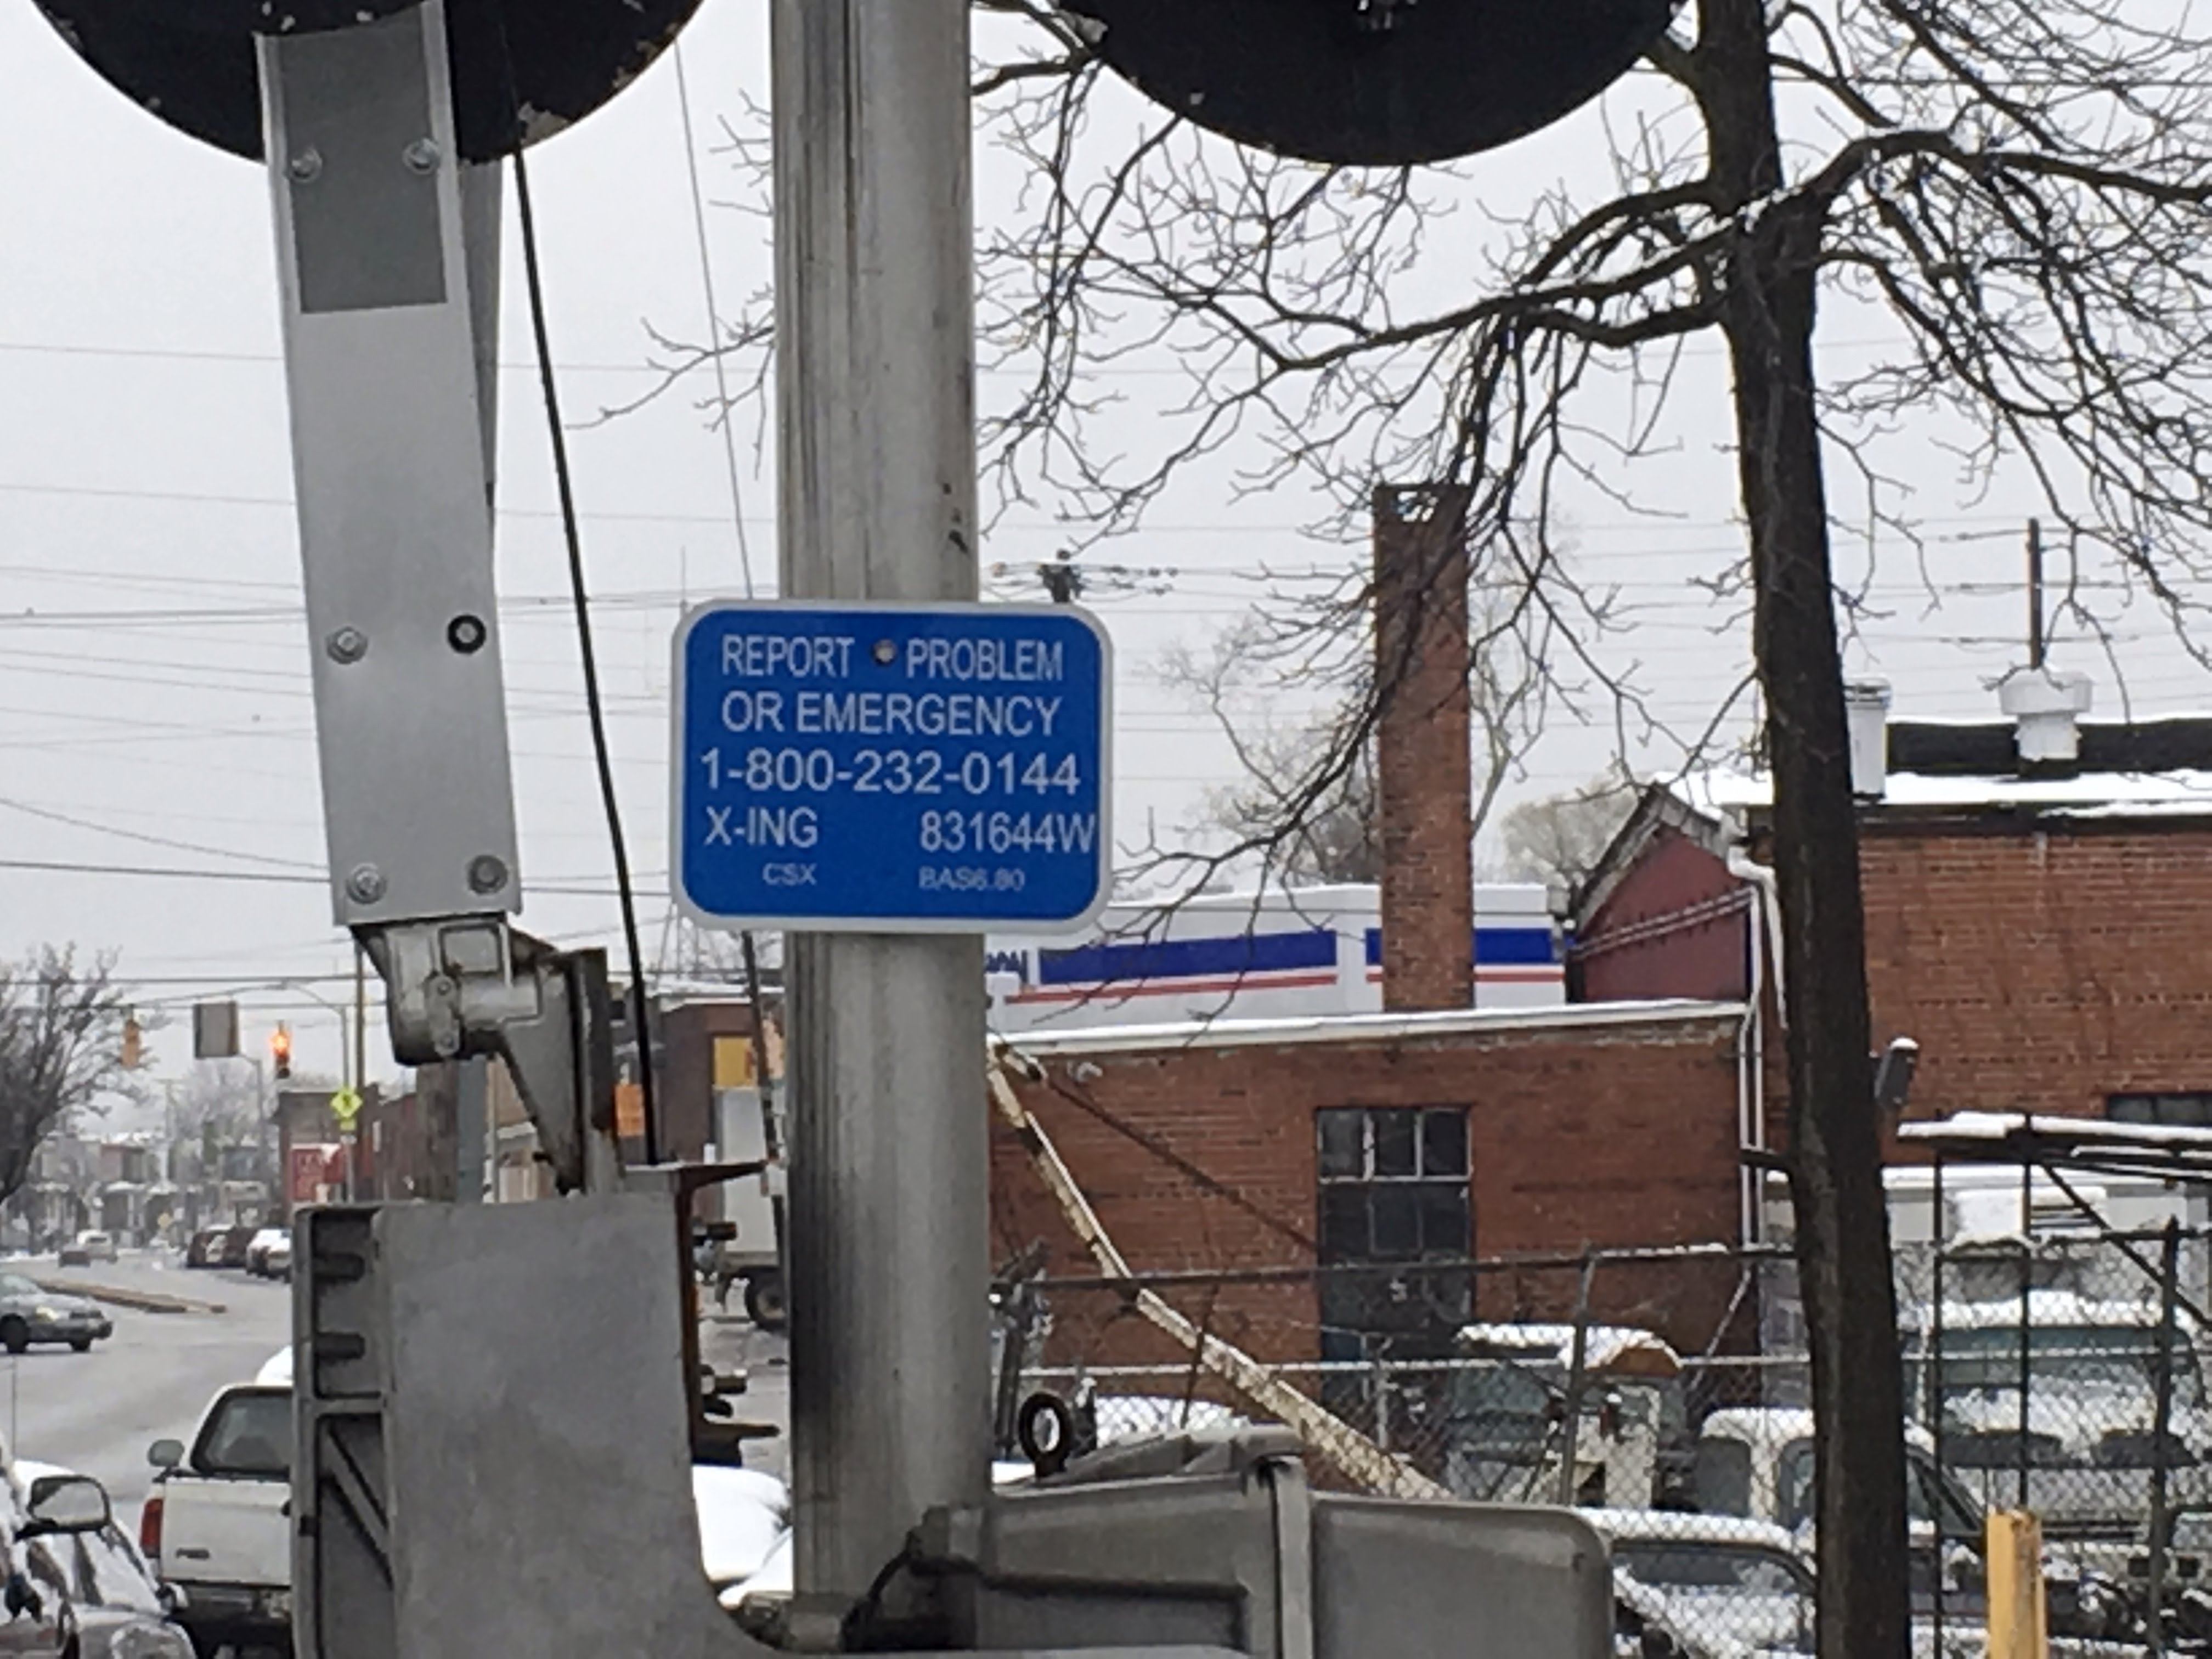 REPORT PROBLEM
OR EMERGENCY
1-800-232-0144
X-ING 831644W
CSX BAS6.80